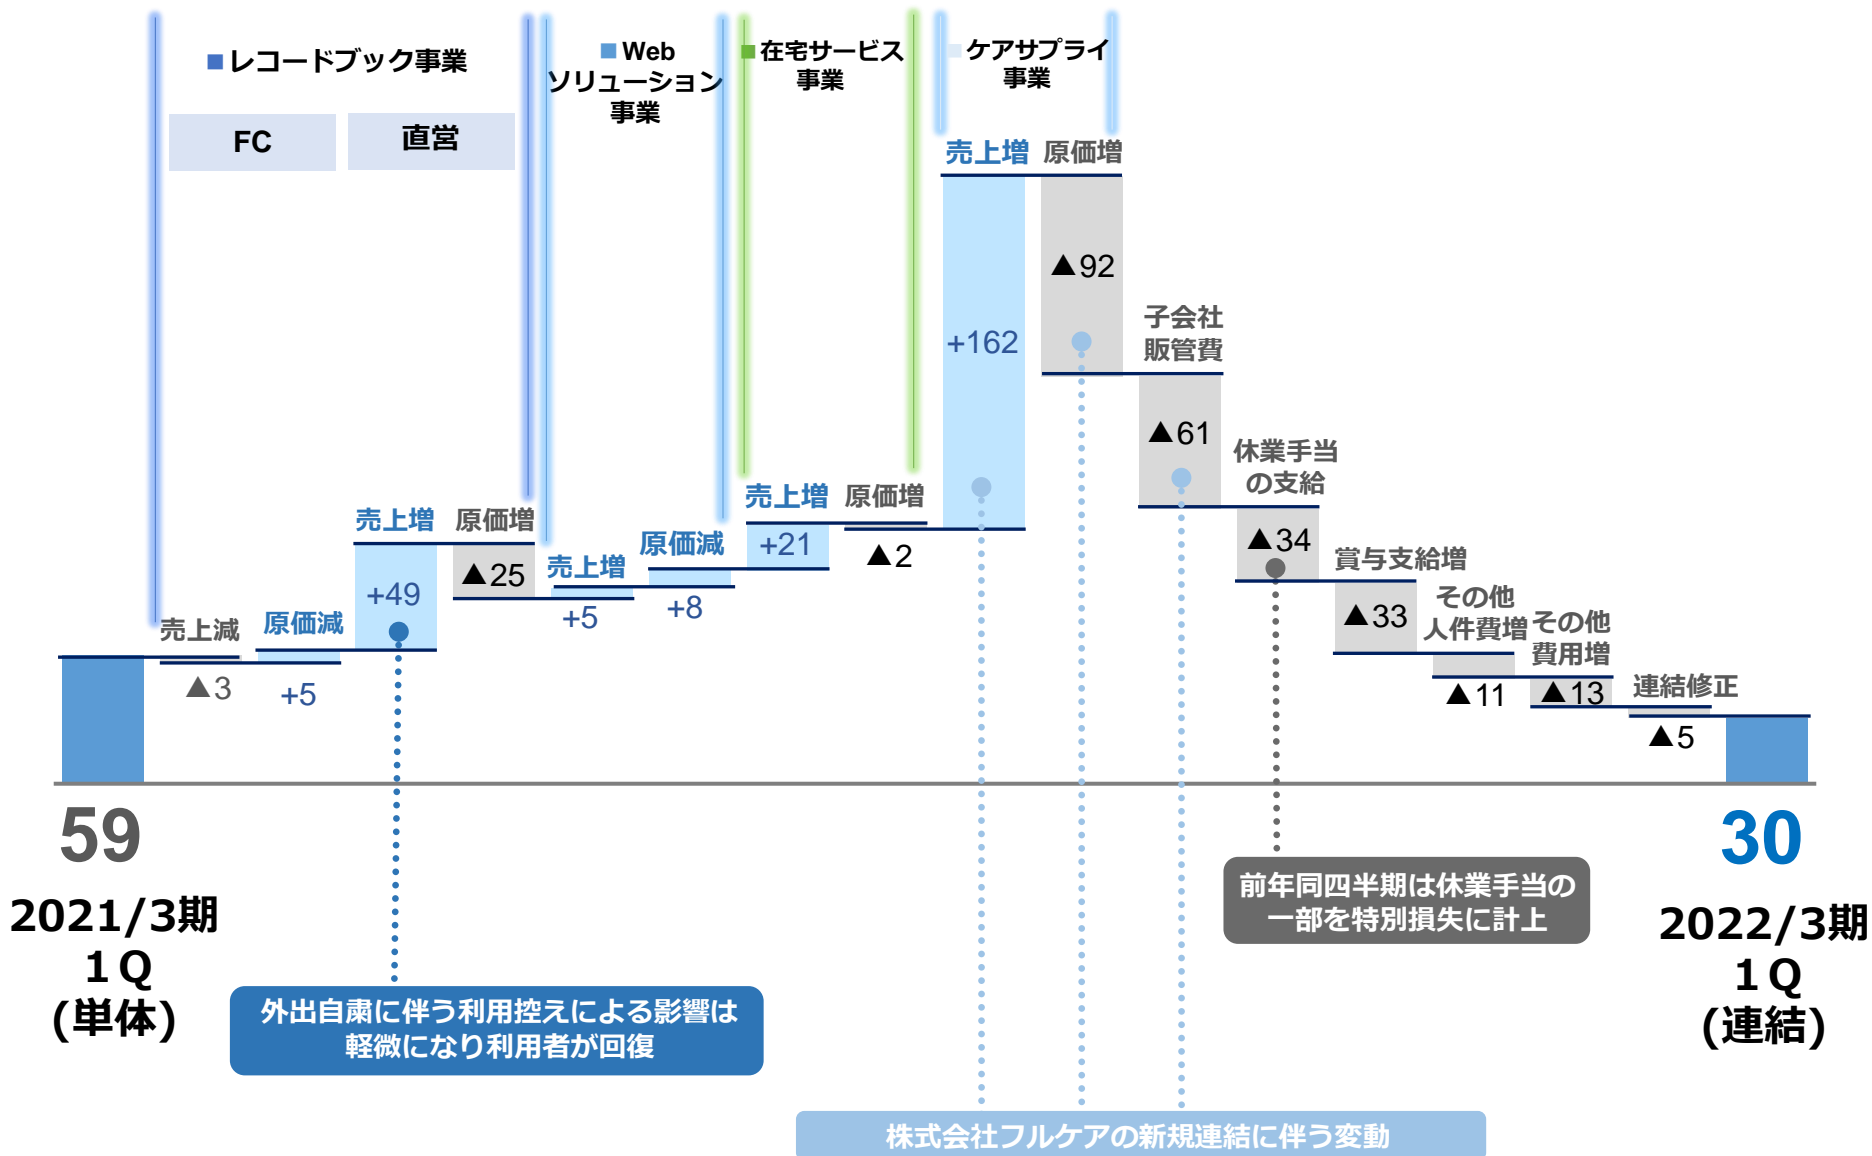 ■レコードブック事業
FC
直営
■Web
ソリューション
事業
■在宅サービス
事業
■ケアサプライ
事業
売上減
▲3
原価減
+5
売上増
+49
原価増
▲25
売上増
+5
原価減
+8
売上増
+21
原価増
▲2
売上増
+162
原価増
▲92
子会社
販管費
▲61
休業手当
の支給
▲34
賞与支給増
▲33
その他
人件費増
▲11
その他
費用増
▲13
連結修正
▲5
59
2021/3期
１Q
(単体)
30
2022/3期
１Q
(連結)
外出自粛に伴う利用控えによる影響は
軽微になり利用者が回復
前年同四半期は休業手当の
一部を特別損失に計上
株式会社フルケアの新規連結に伴う変動